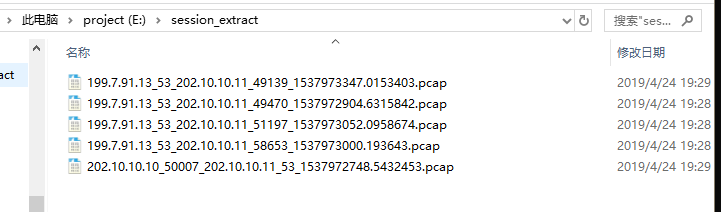 此电脑 › project (E:) › session_extract
搜索"ses...
act
名称 修改日期
199.7.91.13_53_202.10.10.11_49139_1537973347.0153403.pcap 2019/4/24 19:29
199.7.91.13_53_202.10.10.11_49470_1537972904.6315842.pcap 2019/4/24 19:28
199.7.91.13_53_202.10.10.11_51197_1537973052.0958674.pcap 2019/4/24 19:28
199.7.91.13_53_202.10.10.11_58653_1537973000.193643.pcap 2019/4/24 19:28
202.10.10.10_50007_202.10.10.11_53_1537972748.5432453.pcap 2019/4/24 19:29